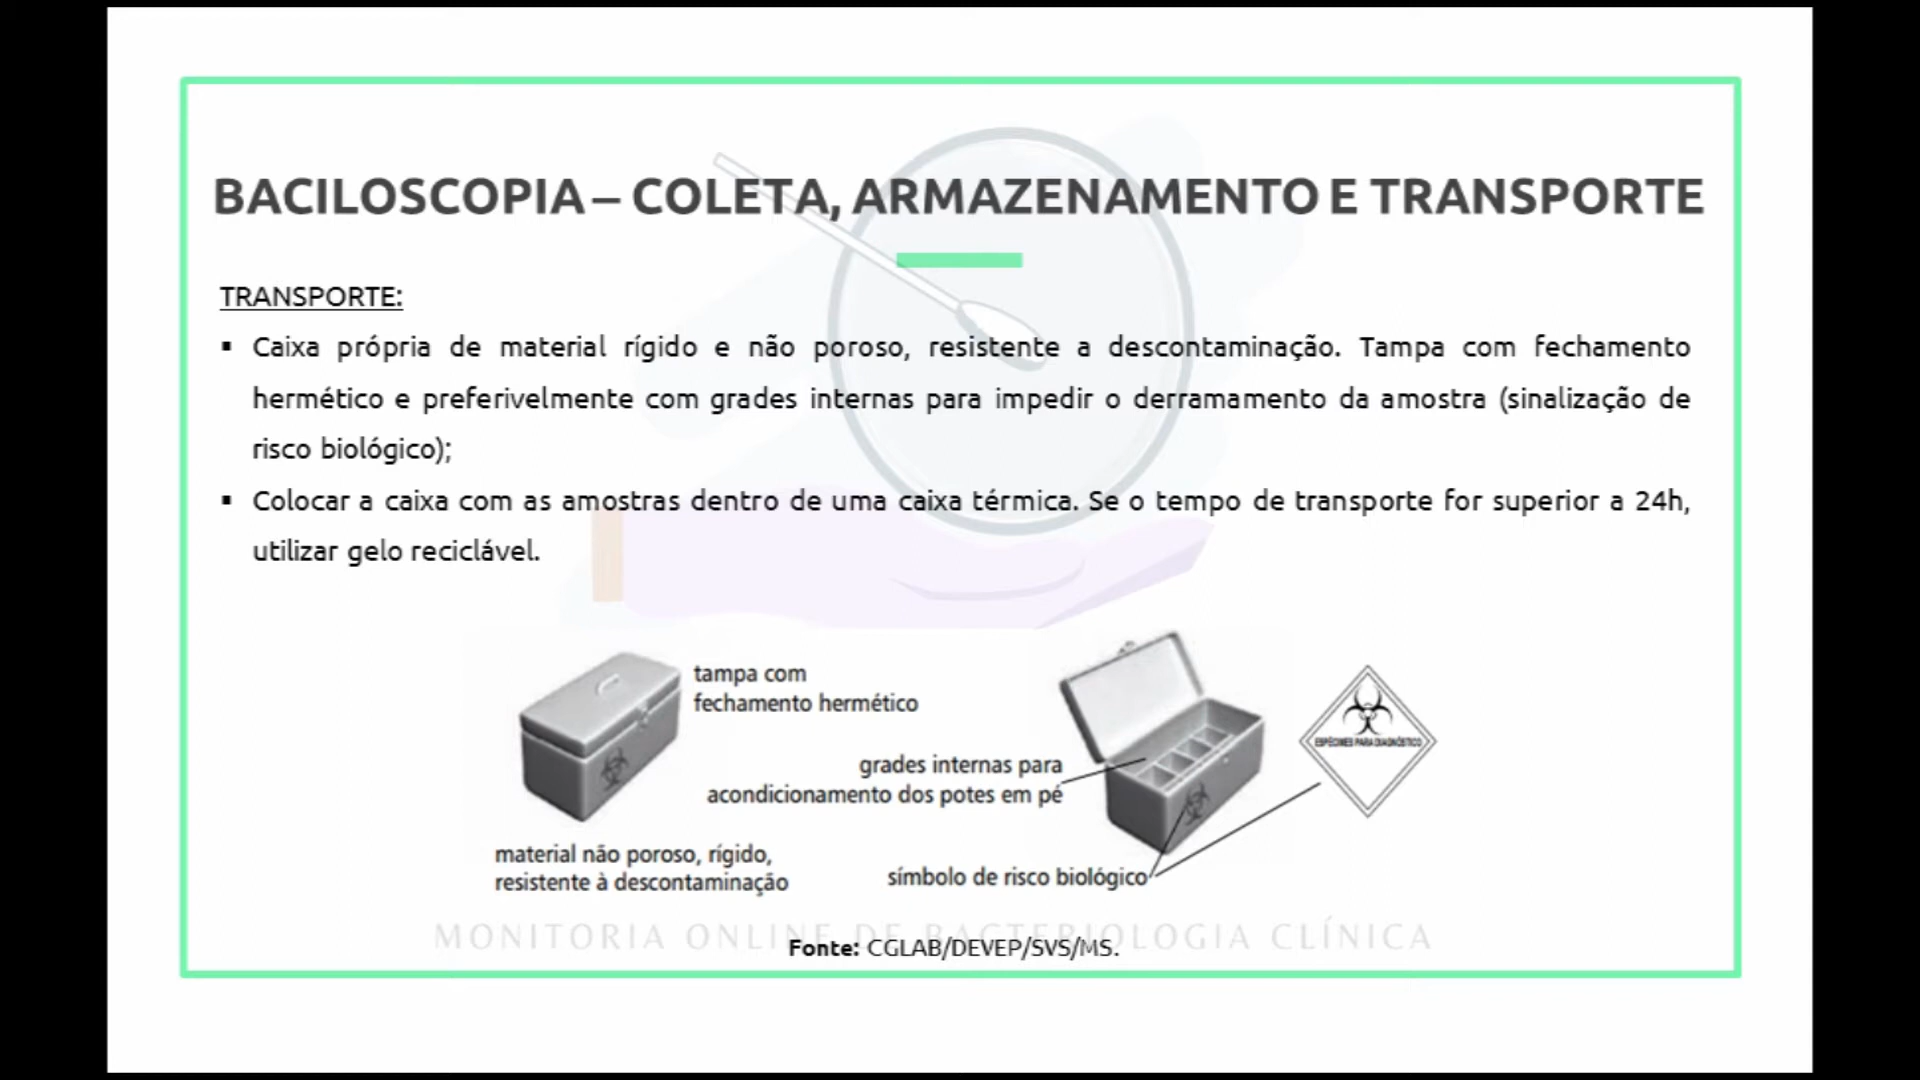 BACILOSCOPIA – COLETA, ARMAZENAMENTO E TRANSPORTE
TRANSPORTE:
▪ Caixa própria de material rígido e não poroso, resistente a descontaminação. Tampa com fechamento
hermético e preferivelmente com grades internas para impedir o derramamento da amostra (sinalização de
risco biológico);
▪ Colocar a caixa com as amostras dentro de uma caixa térmica. Se o tempo de transporte for superior a 24h,
utilizar gelo reciclável.
tampa com
fechamento hermético
grades internas para
acondicionamento dos potes em pé
ESPÉCIMES PARA DIAGNÓSTICO
material não poroso, rígido,
resistente à descontaminação
símbolo de risco biológico
MONITORIA ONLINE DE BACTERIOLOGIA CLÍNICA
Fonte: CGLAB/DEVEP/SVS/MS.